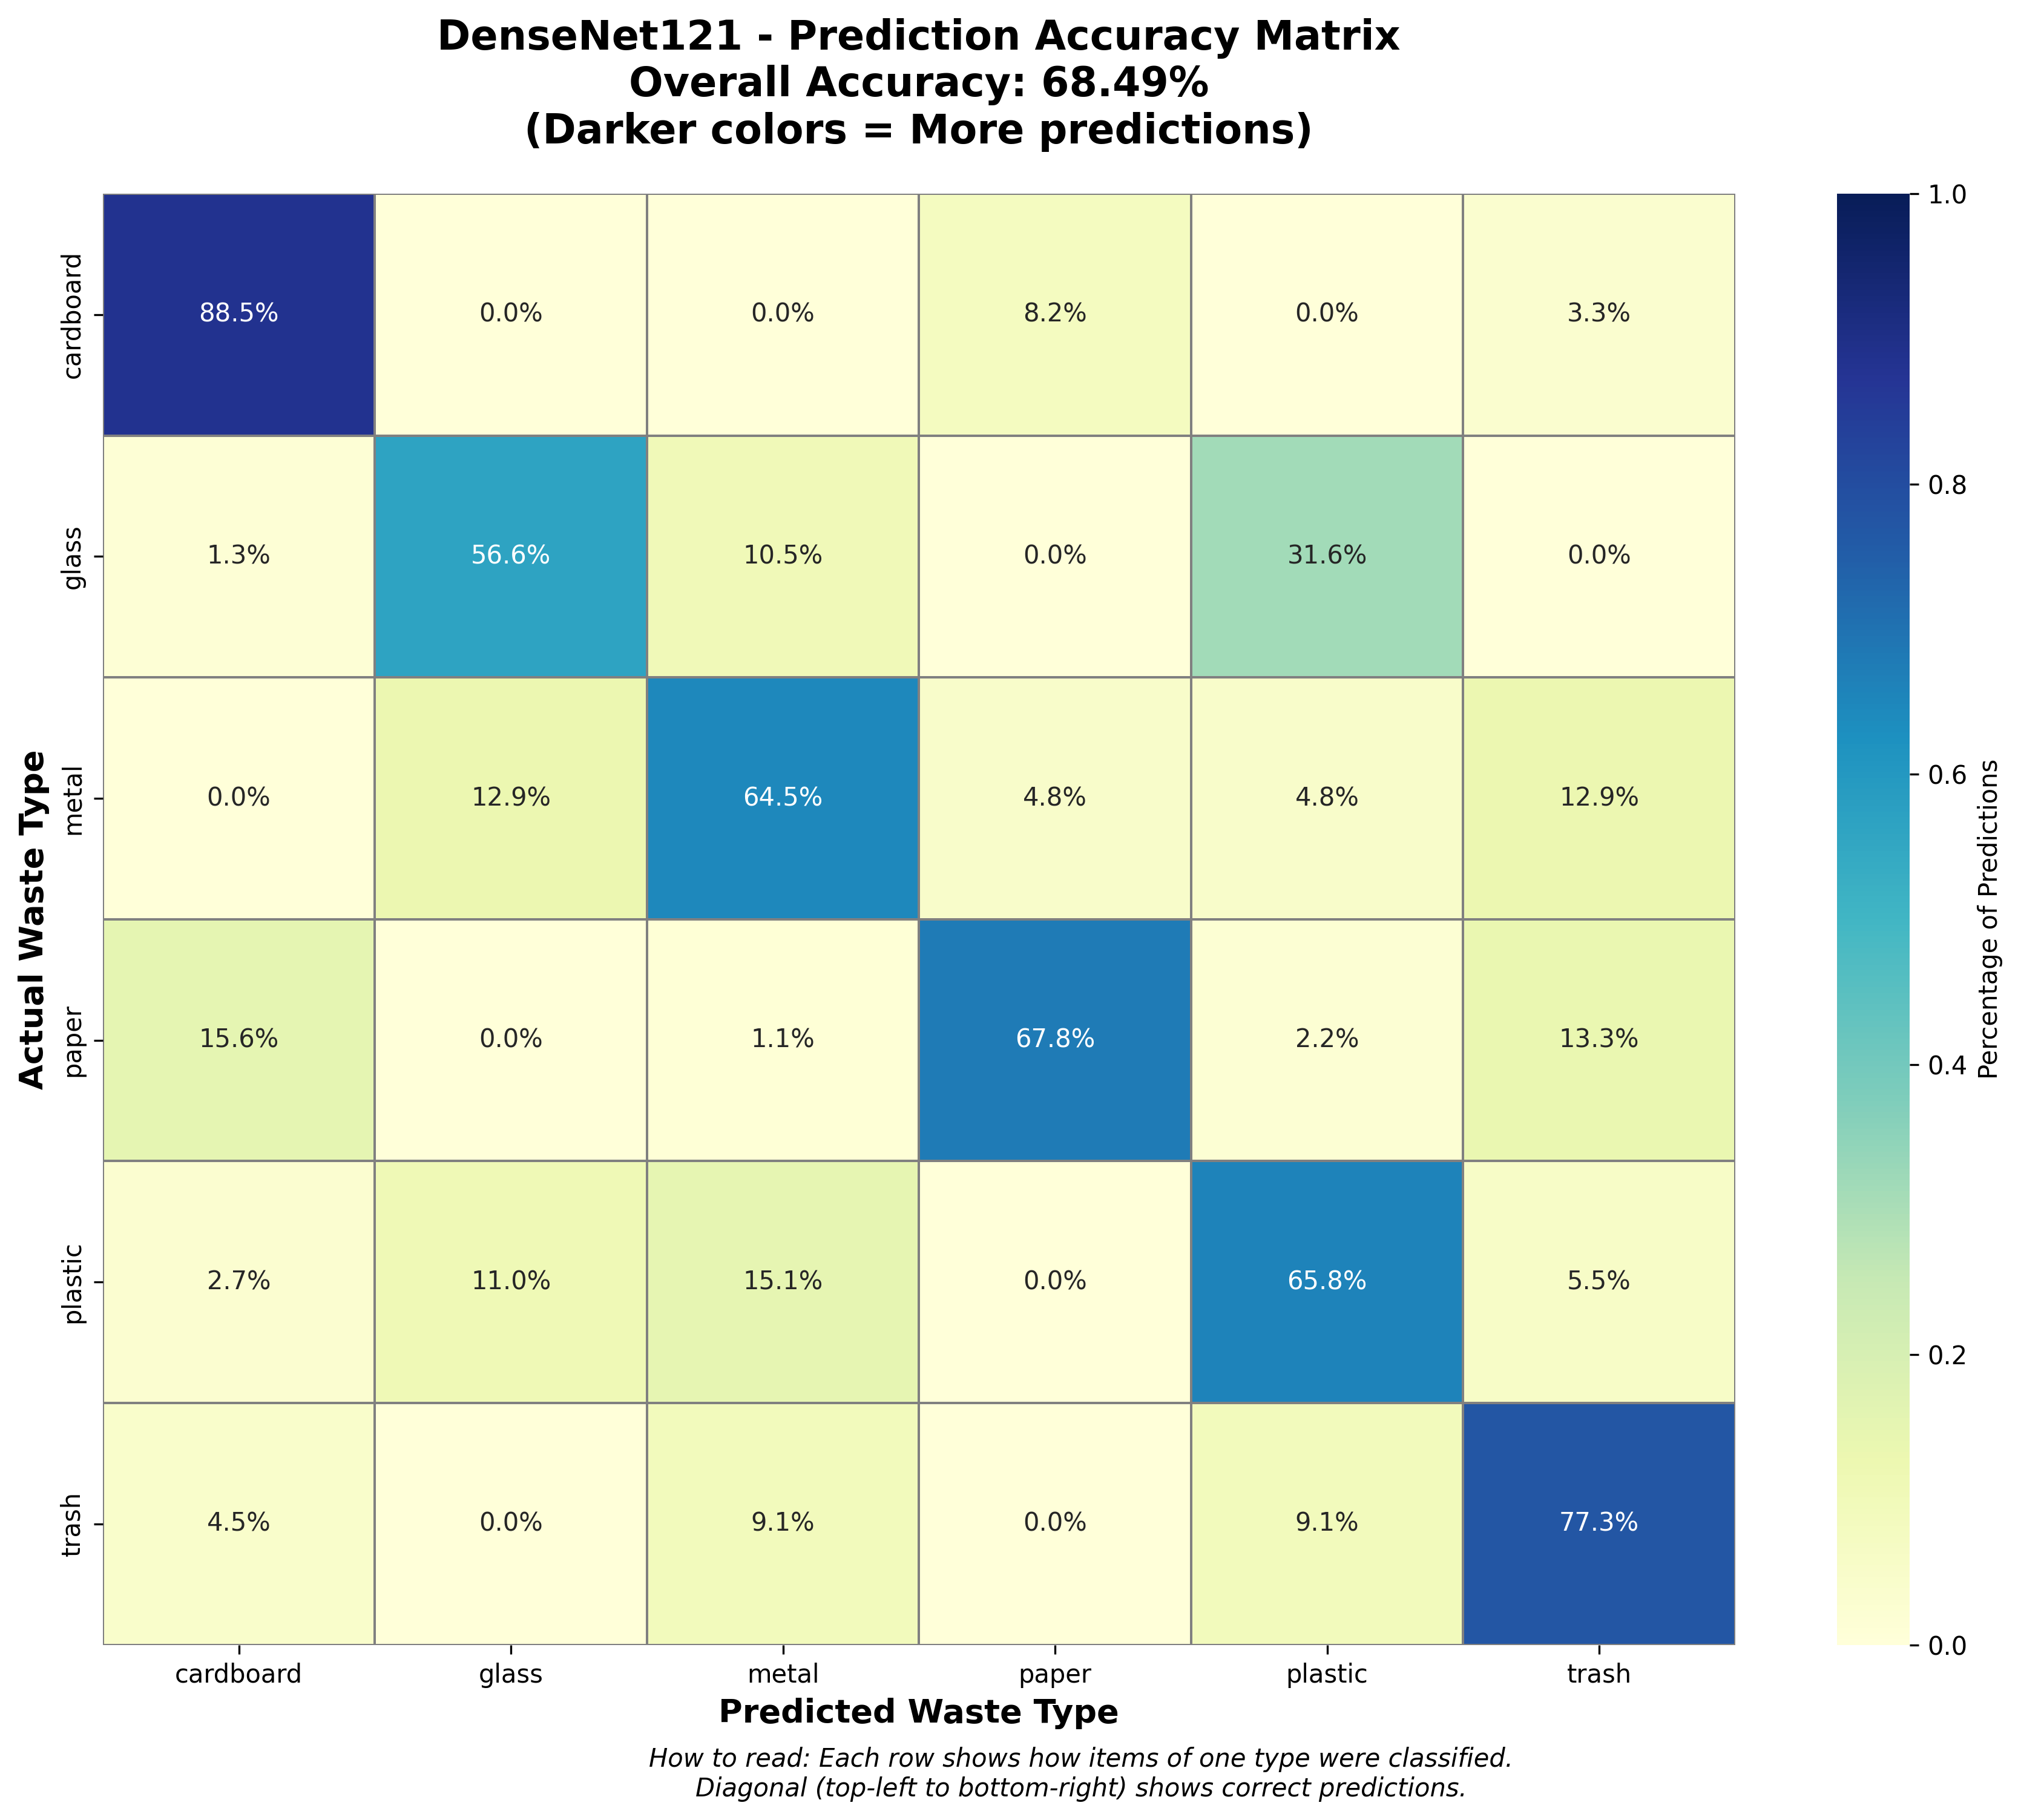 DenseNet121 - Prediction Accuracy Matrix
Overall Accuracy: 68.49%
(Darker colors = More predictions)
Actual Waste Type
cardboard
88.5%
0.0%
0.0%
8.2%
0.0%
3.3%
glass
1.3%
56.6%
10.5%
0.0%
31.6%
0.0%
metal
0.0%
12.9%
64.5%
4.8%
4.8%
12.9%
paper
15.6%
0.0%
1.1%
67.8%
2.2%
13.3%
plastic
2.7%
11.0%
15.1%
0.0%
65.8%
5.5%
trash
4.5%
0.0%
9.1%
0.0%
9.1%
77.3%
cardboard
glass
metal
paper
plastic
trash
Predicted Waste Type
1.0
0.8
0.6
0.4
0.2
0.0
Percentage of Predictions
How to read: Each row shows how items of one type were classified.
Diagonal (top-left to bottom-right) shows correct predictions.